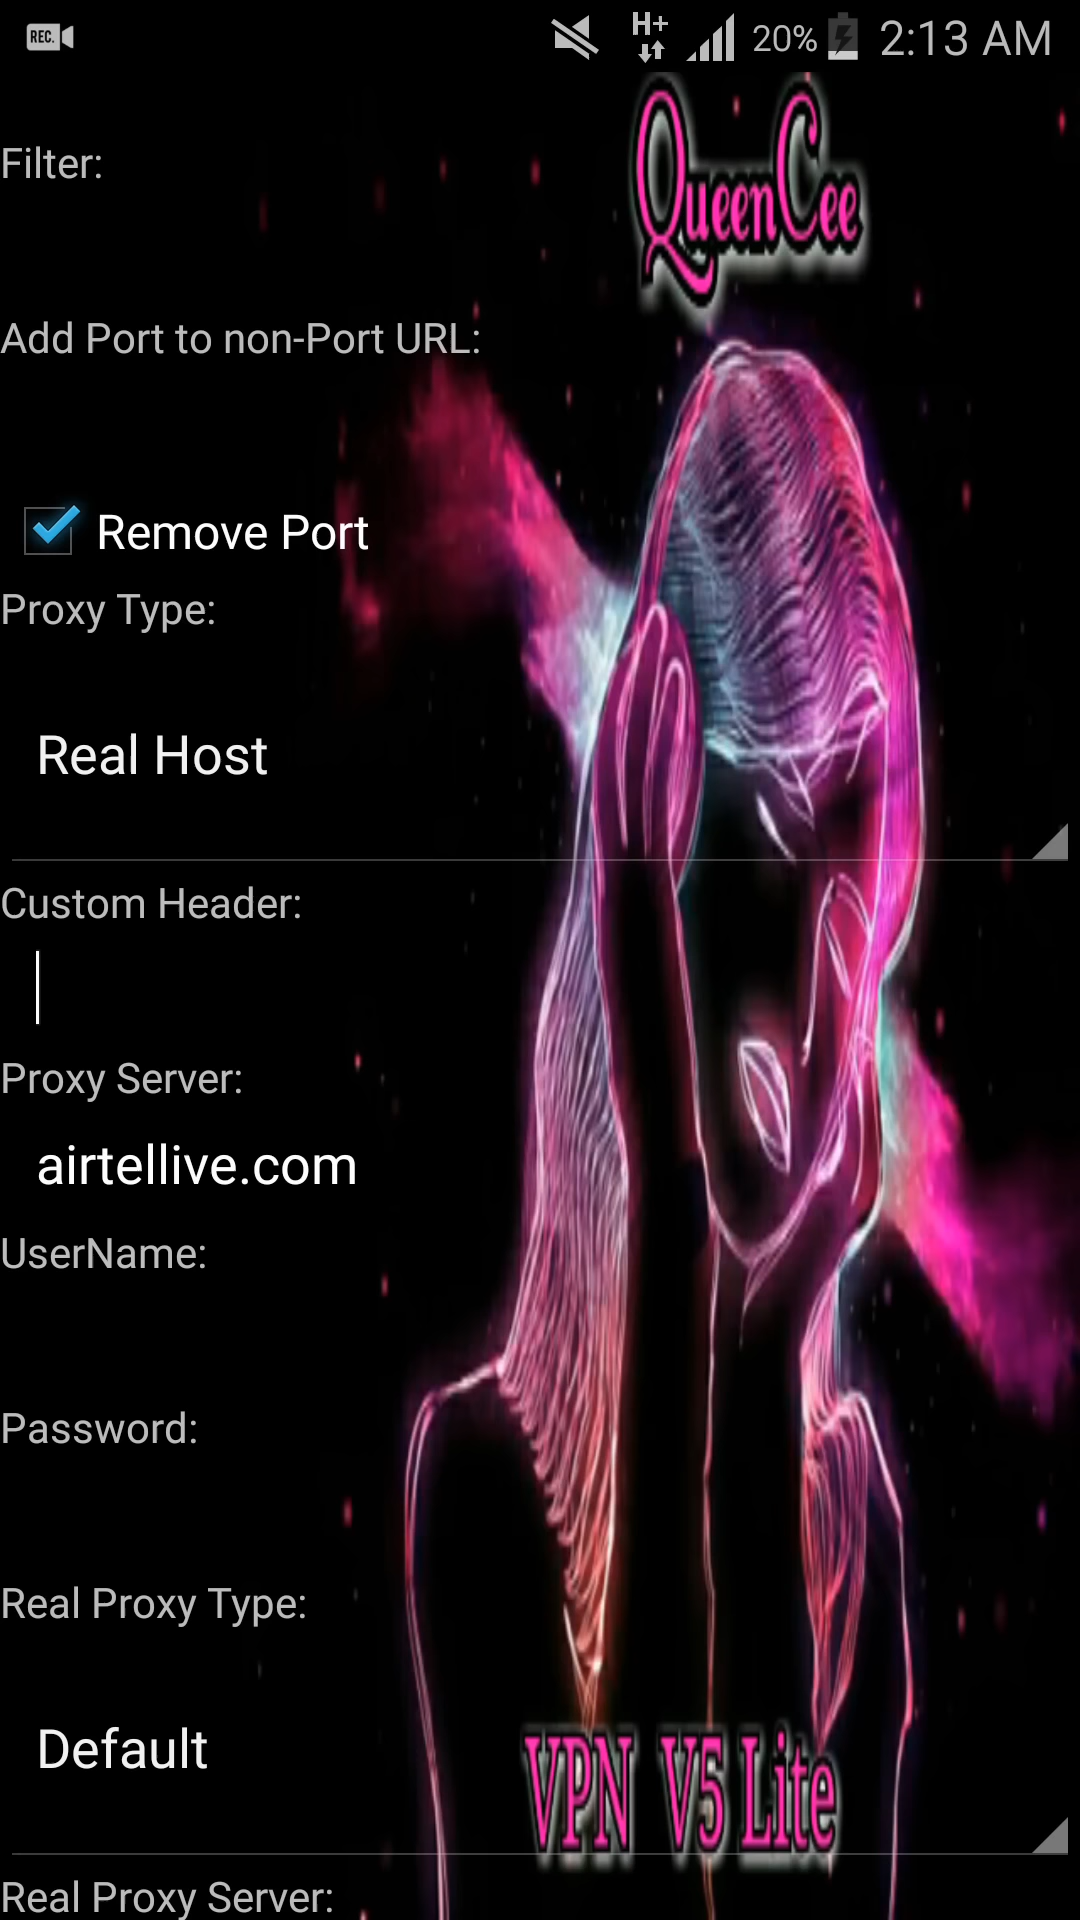 REC. H+ 20% 2:13 AM
QueenCee
Filter:
Add Port to non-Port URL:
Remove Port
Proxy Type:
Real Host
Custom Header:
Proxy Server:
airtellive.com
UserName:
Password:
Real Proxy Type:
Default
VPN V5 Lite
Real Proxy Server: